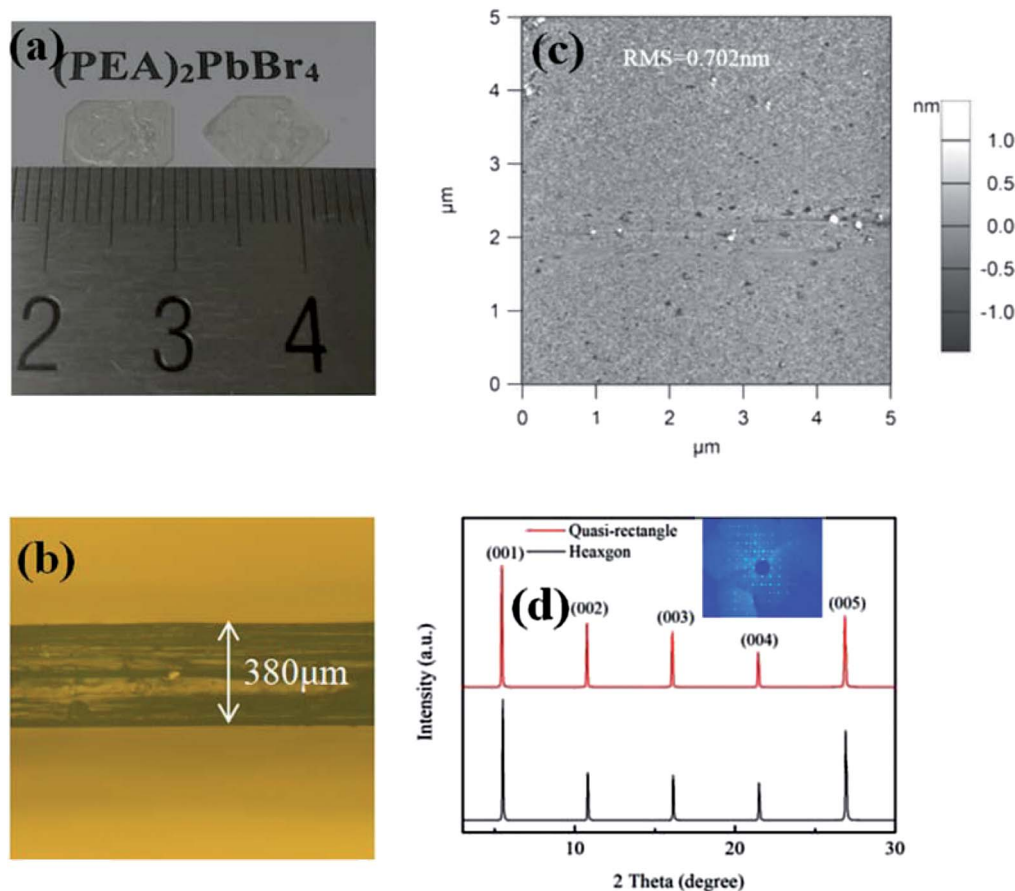 (a)
(PEA)₂PbBr₄
2 3 4
(c)
RMS=0.702nm
5
4
3
2
1
0
µm
0 1 2 3 4 5
µm
nm
1.0
0.5
0.0
-0.5
-1.0
(b)
380µm
(d)
Quasi-rectangle
Heaxgon
(001)
(002)
(003)
(004)
(005)
Intensity (a.u.)
10 20 30
2 Theta (degree)